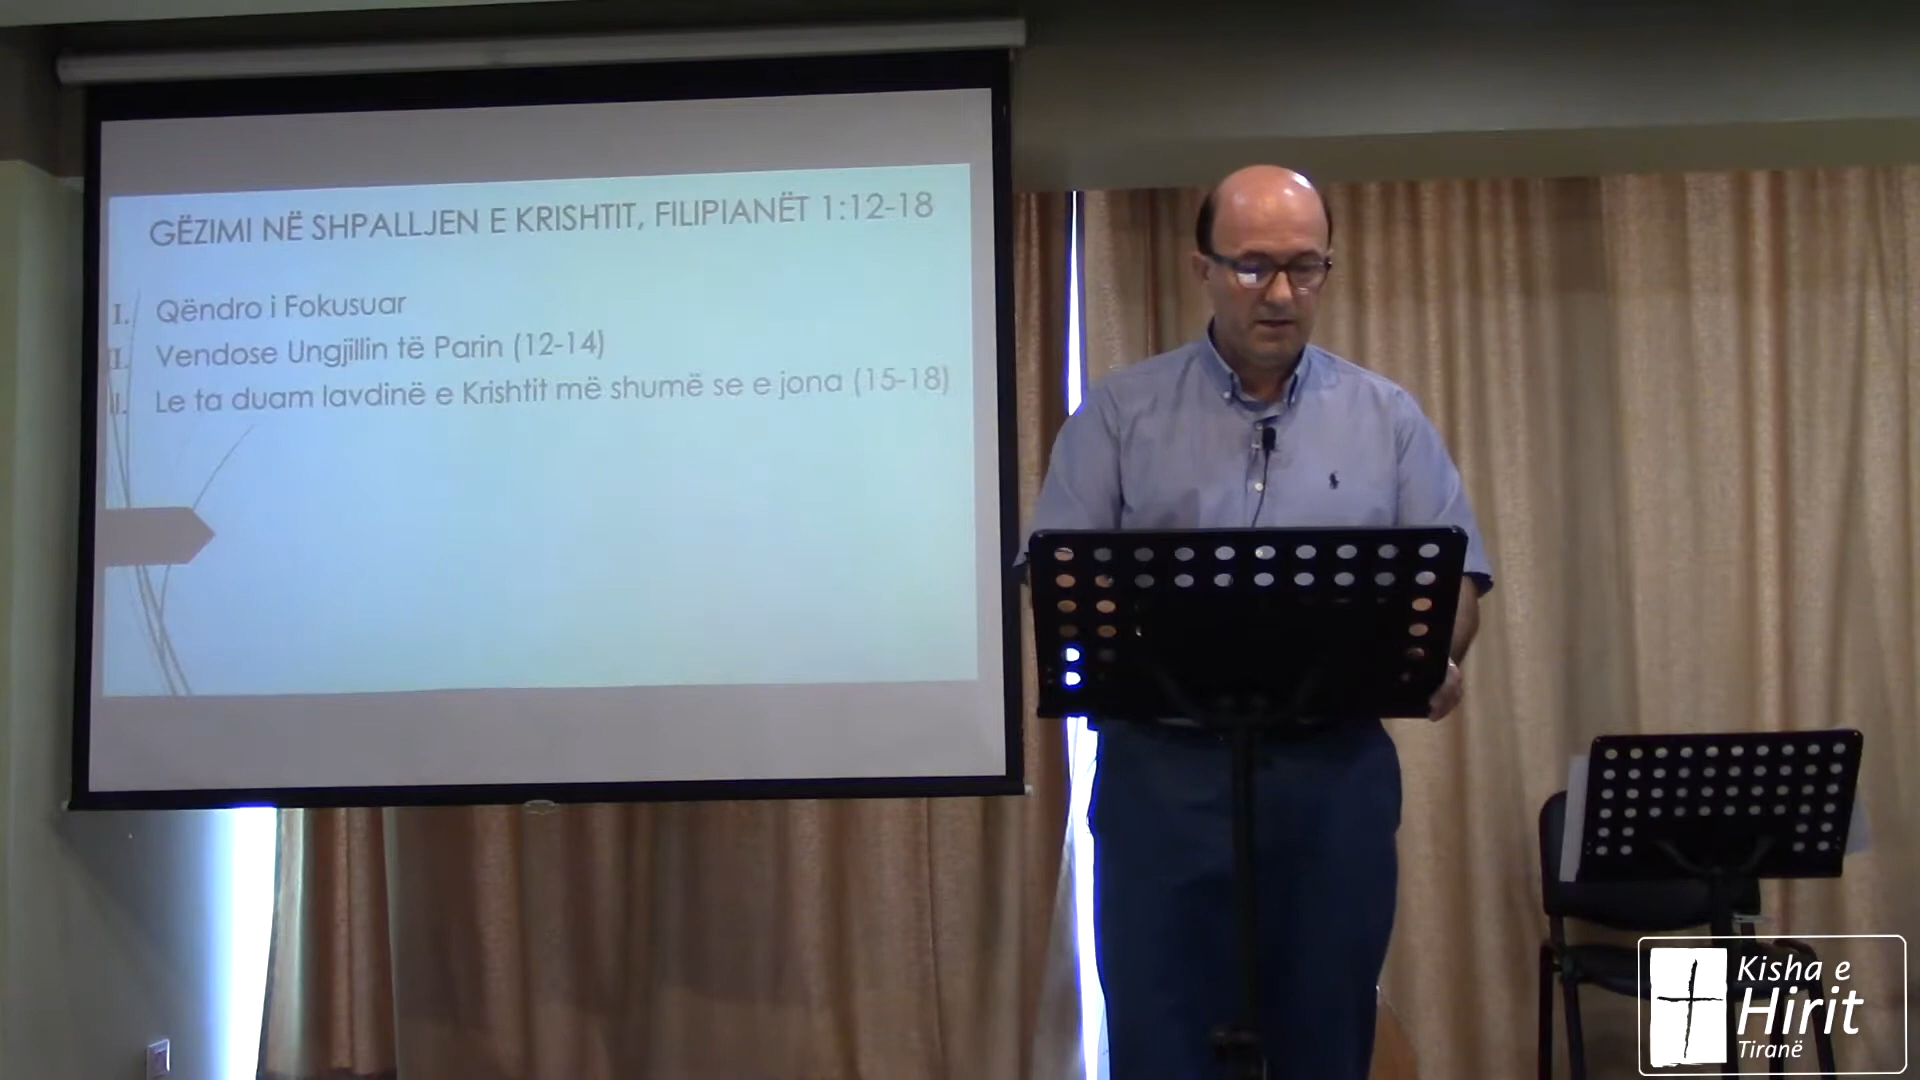 GËZIMI NË SHPALLJEN E KRISHTIT, FILIPIANËT 1:12-18
I. Qëndro i Fokusuar
I. Vendose Ungjillin të Parin (12-14)
I. Le ta duam lavdinë e Krishtit më shumë se e jona (15-18)
Kisha e
Hirit
Tiranë